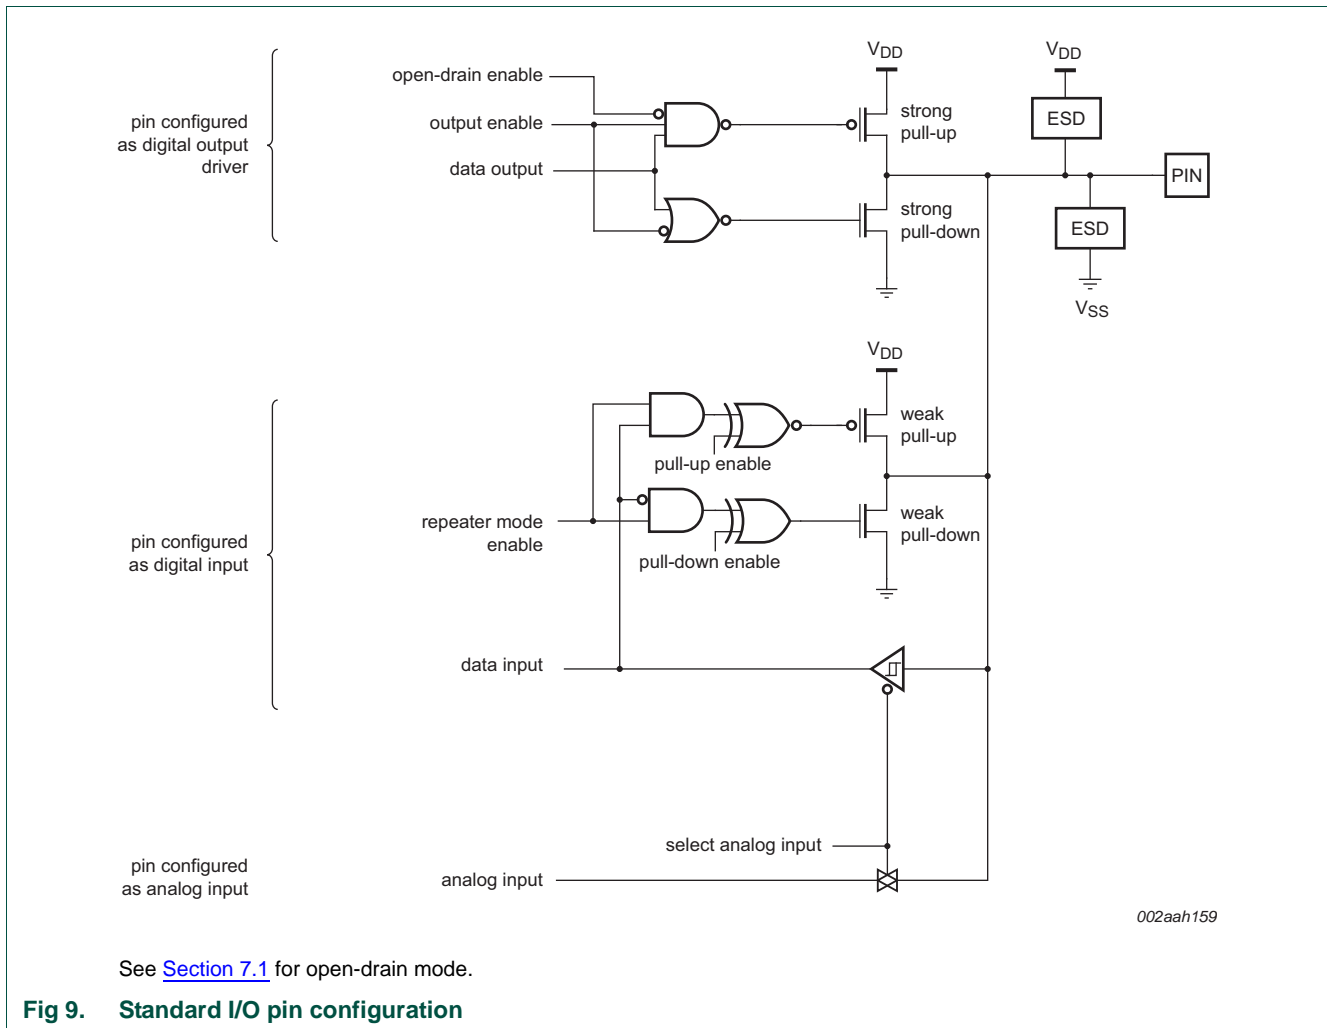 VDD
VDD
open-drain enable
output enable
data output
pin configured
as digital output
driver
strong
pull-up
ESD
PIN
strong
pull-down
ESD
VSS
VDD
weak
pull-up
pull-up enable
repeater mode
enable
pull-down enable
weak
pull-down
pin configured
as digital input
data input
select analog input
pin configured
as analog input
analog input
002aah159
See Section 7.1 for open-drain mode.
Fig 9. Standard I/O pin configuration